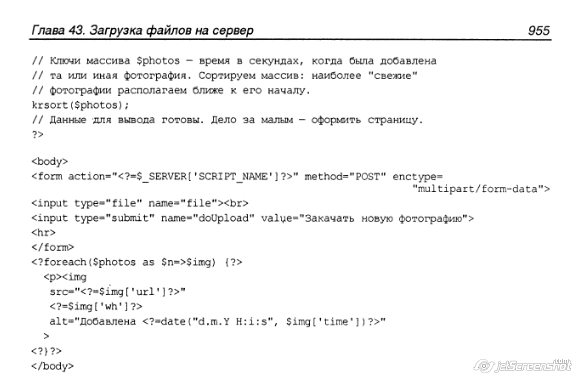 Глава 43. Загрузка файлов на сервер 955
// Ключи массива $photos — время в секундах, когда была добавлена
// та или иная фотография. Сортируем массив: наиболее "свежие"
// фотографии располагаем ближе к его началу.
krsort($photos);
// Данные для вывода готовы. Дело за малым — оформить страницу.
?>
<body>
<form action="<?=$_SERVER['SCRIPT_NAME']?>" method="POST" enctype=
"multipart/form-data">
<input type="file" name="file"><br>
<input type="submit" name="doUpload" value="Закачать новую фотографию">
<hr>
</form>
<?foreach($photos as $n=>$img) {?>
<p><img
src="<?=$img['url']?>"
<?=$img['wh']?>
alt="Добавлена <?=date("d.m.Y H:i:s", $img['time'])?>"
>
<?}?>
</body>
jetScreenshot